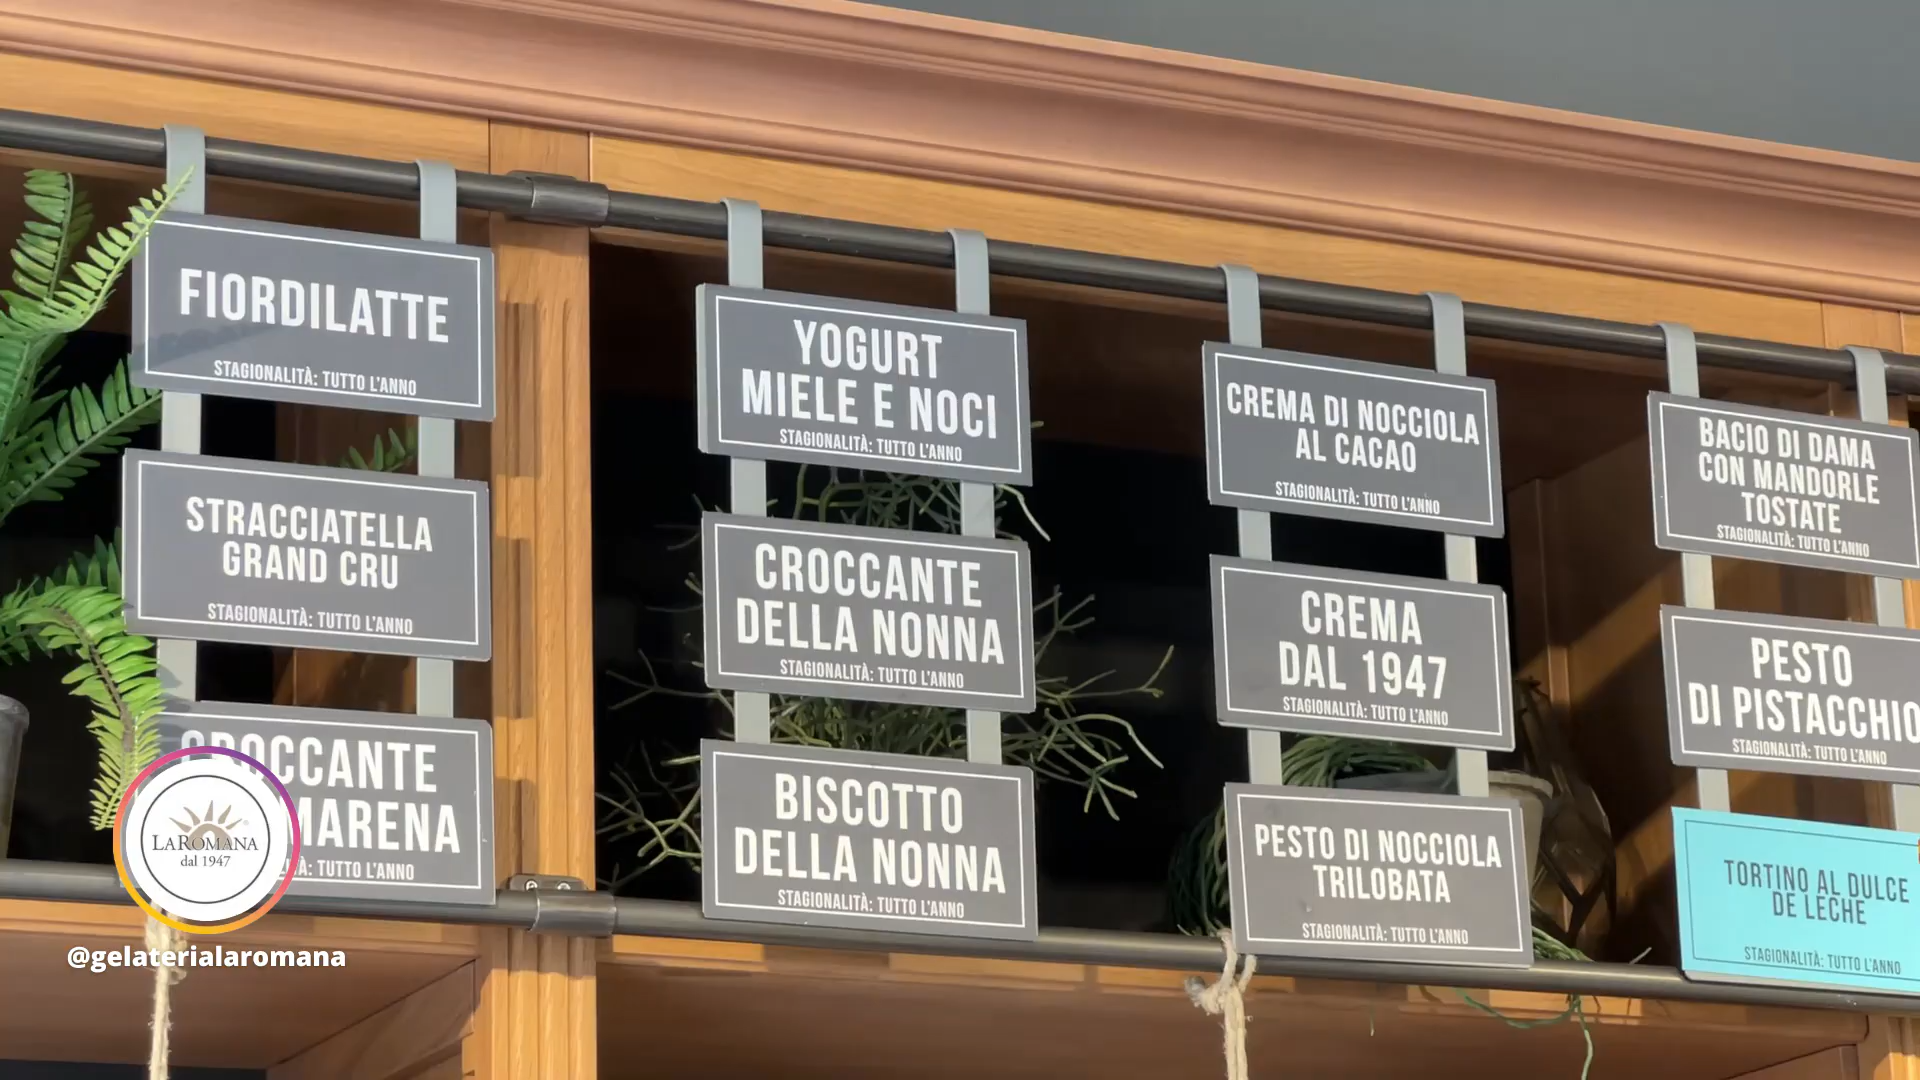 FIORDILATTE
STAGIONALITÀ: TUTTO L'ANNO
STRACCIATELLA
GRAND CRU
STAGIONALITÀ: TUTTO L'ANNO
CROCCANTE
MARENA
TUTTO L'ANNO
YOGURT
MIELE E NOCI
STAGIONALITÀ: TUTTO L'ANNO
CROCCANTE
DELLA NONNA
STAGIONALITÀ: TUTTO L'ANNO
BISCOTTO
DELLA NONNA
STAGIONALITÀ: TUTTO L'ANNO
CREMA DI NOCCIOLA
AL CACAO
STAGIONALITÀ: TUTTO L'ANNO
CREMA
DAL 1947
STAGIONALITÀ: TUTTO L'ANNO
PESTO DI NOCCIOLA
TRILOBATA
STAGIONALITÀ: TUTTO L'ANNO
BACIO DI DAMA
CON MANDORLE
TOSTATE
STAGIONALITÀ: TUTTO L'ANNO
PESTO
DI PISTACCHIO
STAGIONALITÀ: TUTTO L'ANNO
TORTINO AL DULCE
DE LECHE
STAGIONALITÀ: TUTTO L'ANNO
LAROMANA
dal 1947
@gelaterialaromana